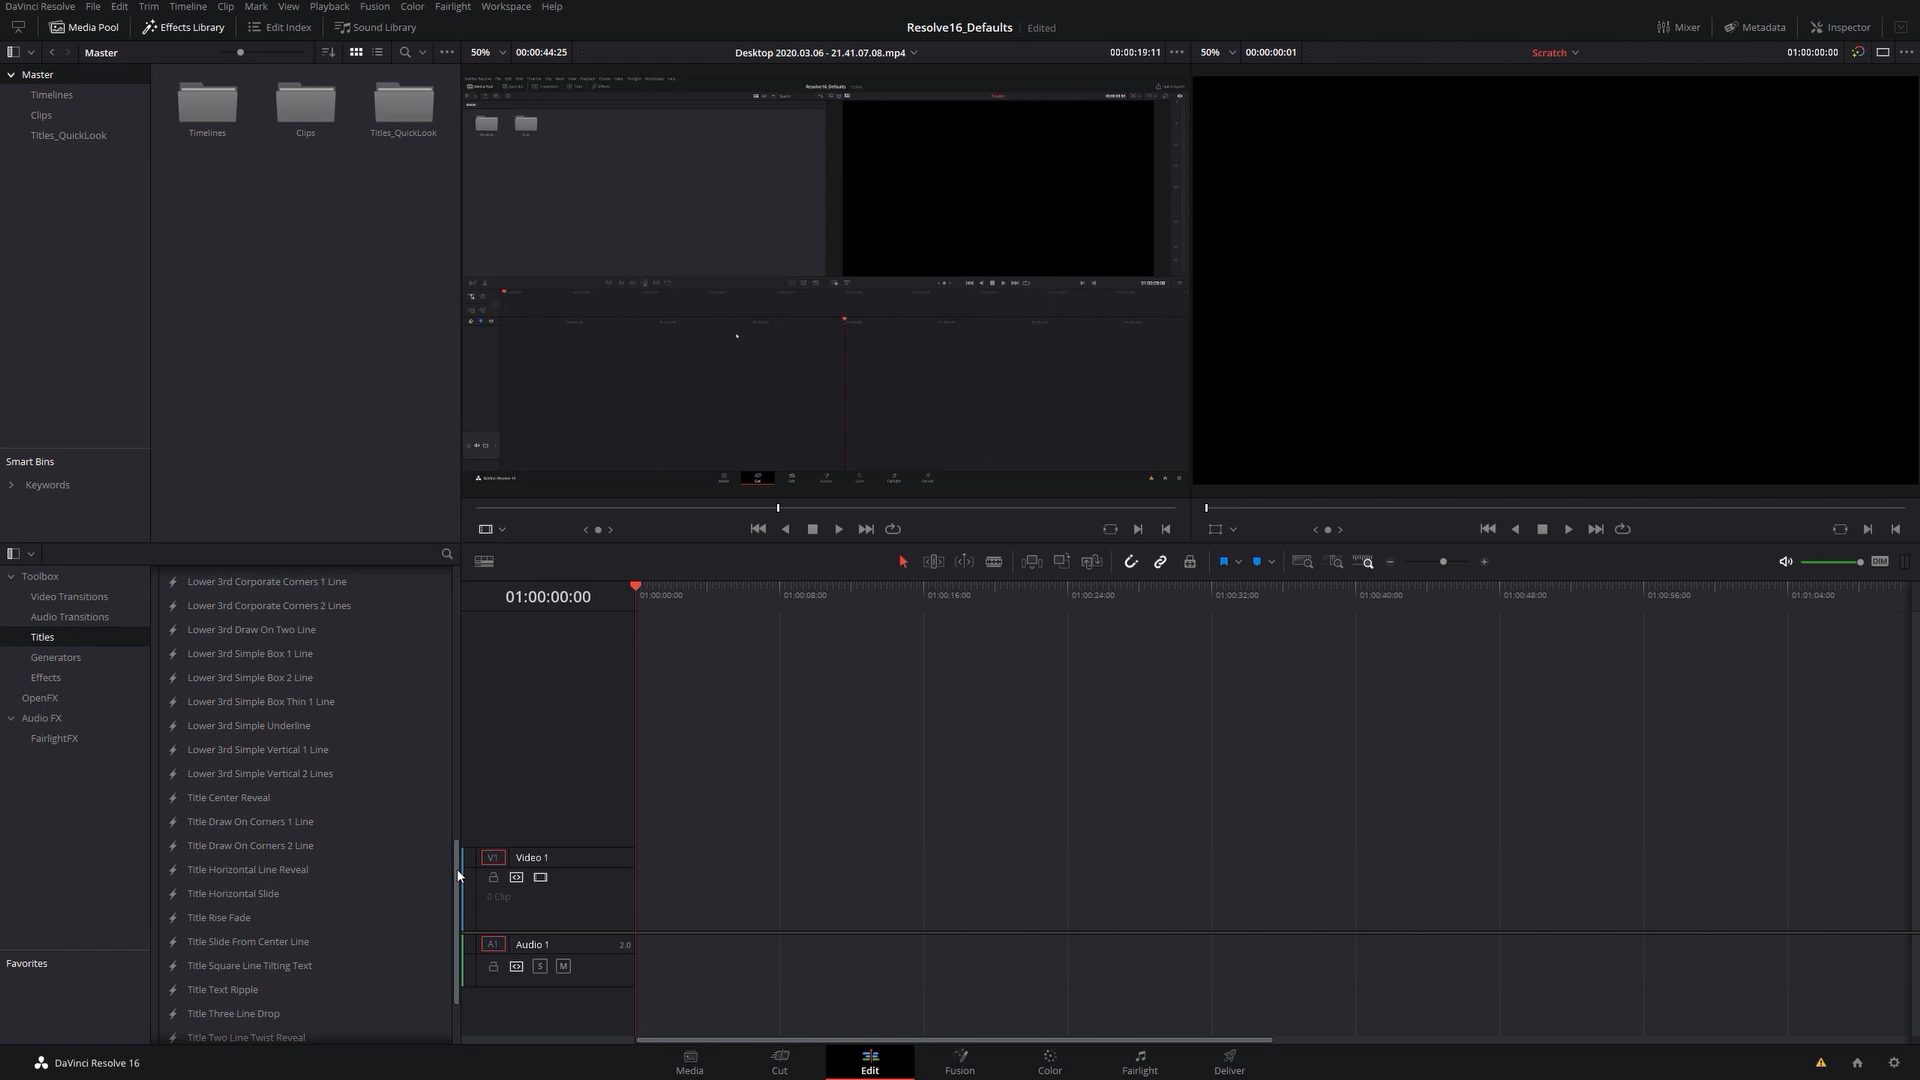 DaVinci Resolve File Edit Trim Timeline Clip Mark View Playback Fusion Color Fairlight Workspace Help
Media Pool Effects Library Edit Index Sound Library Resolve16_Defaults Edited Mixer Metadata Inspector
Master 50% 00:00:44:25 Desktop 2020.03.06 - 21.41.07.08.mp4 00:00:19:11 50% 00:00:00:01 Scratch 01:00:00:00
Master
Timelines
Clips
Titles_QuickLook
Timelines Clips Titles_QuickLook
Resolve16_Defaults
Smart Bins
Keywords
DaVinci Resolve 16
Toolbox
Video Transitions
Audio Transitions
Titles
Generators
Effects
OpenFX
Audio FX
FairlightFX
Favorites
Lower 3rd Corporate Corners 1 Line
Lower 3rd Corporate Corners 2 Lines
Lower 3rd Draw On Two Line
Lower 3rd Simple Box 1 Line
Lower 3rd Simple Box 2 Line
Lower 3rd Simple Box Thin 1 Line
Lower 3rd Simple Underline
Lower 3rd Simple Vertical 1 Line
Lower 3rd Simple Vertical 2 Lines
Title Center Reveal
Title Draw On Corners 1 Line
Title Draw On Corners 2 Line
Title Horizontal Line Reveal
Title Horizontal Slide
Title Rise Fade
Title Slide From Center Line
Title Square Line Tilting Text
Title Text Ripple
Title Three Line Drop
Title Two Line Twist Reveal
DIM
01:00:00:00 01:00:00:00 01:00:08:00 01:00:16:00 01:00:24:00 01:00:32:00 01:00:40:00 01:00:48:00 01:00:56:00 01:01:04:00
V1 Video 1
0 Clip
A1 Audio 1 2.0
S M
DaVinci Resolve 16 Media Cut Edit Fusion Color Fairlight Deliver